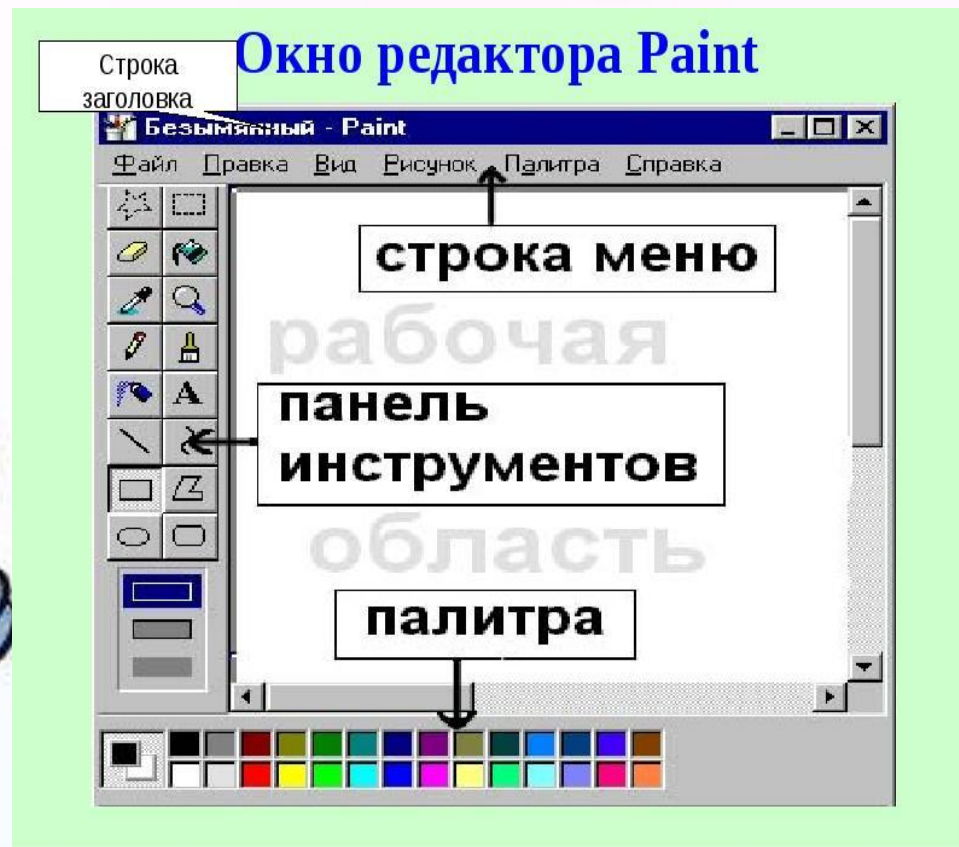 Окно редактора Paint
Строка
заголовка
Безымянный - Paint
Файл Правка Вид Рисунок Палитра Справка
строка меню
рабочая
A
панель
инструментов
область
палитра